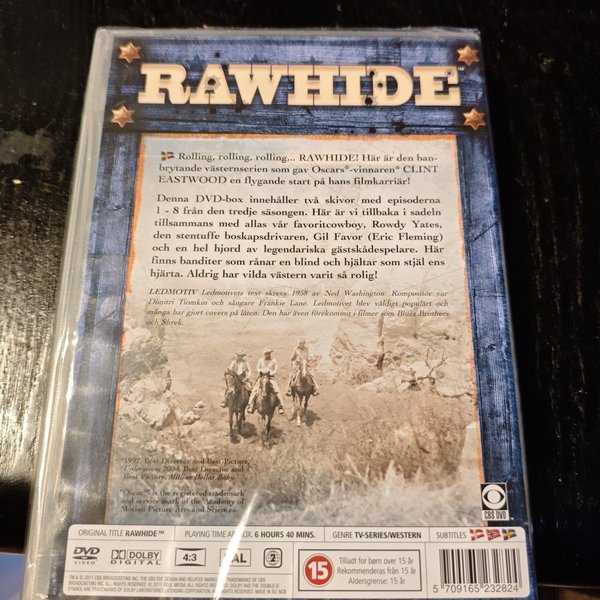 RAWHIDE™
Rolling, rolling, rolling... RAWHIDE! Här är den ban-
brytande västernserien som gav Oscars®-vinnaren® CLINT
EASTWOOD en flygande start på hans filmkarriär!
Denna DVD-box innehåller två skivor med episoderna
1 - 8 från den tredje säsongen. Här är vi tillbaka i sadeln
tillsammans med allas vår favoritcowboy, Rowdy Yates,
den stentuffe boskapsdrivaren, Gil Favor (Eric Fleming)
och en hel hjord av legendariska gästskådespelare. Här
finns banditer som rånar en blind och hjältar som stjäl ens
hjärta. Aldrig har vilda västern varit så rolig!
LEDMOTIV Ledmotivets text skrevs 1958 av Ned Washington. Kompositör var
Dimitri Tiomkin och sångare Frankie Lane. Ledmotivet blev väldigt populärt och
många har gjort covers på låten. Den har även förekommit i filmer som Blues Brothers
och Shrek.
*1992, Best Director and Best Picture,
Unforgiven; 2004, Best Director and
Best Picture, Million Dollar Baby.
"Oscar"® is the registered trademark
and service mark of the Academy of
Motion Picture Arts and Sciences.
CBS DVD
ORIGINAL TITLE RAWHIDE™
PLAYING TIME APPROX. 6 HOURS 40 MINS.
GENRE TV-SERIES/WESTERN
SUBTITLES
DVD
VIDEO
DOLBY
DIGITAL
4:3
PAL
2
15
Tilladt for børn over 15 år
Rekommenderas från 15 år
Aldersgrense: 15 år
5 709165 232824